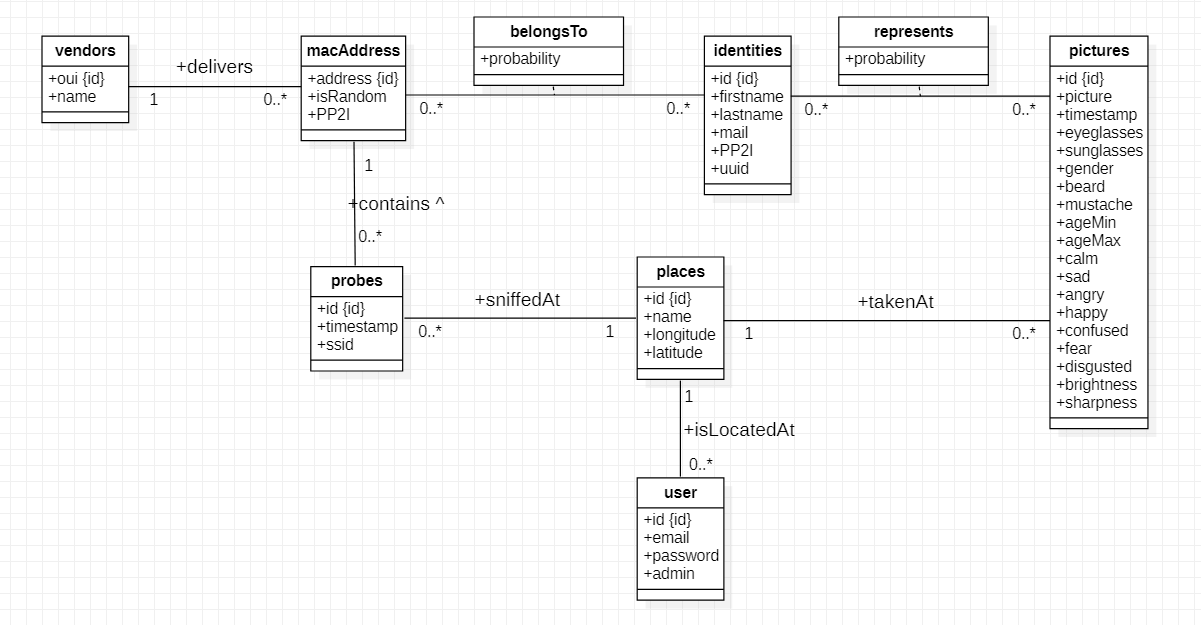 vendors
+oui {id}
+name
+delivers
1
0..*
macAddress
+address {id}
+isRandom
+PP2I
belongsTo
+probability
0..*
0..*
identities
+id {id}
+firstname
+lastname
+mail
+PP2I
+uuid
represents
+probability
0..*
0..*
pictures
+id {id}
+picture
+timestamp
+eyeglasses
+sunglasses
+gender
+beard
+mustache
+ageMin
+ageMax
+calm
+sad
+angry
+happy
+confused
+fear
+disgusted
+brightness
+sharpness
1
+contains ^
0..*
probes
+id {id}
+timestamp
+ssid
+sniffedAt
0..*
1
places
+id {id}
+name
+longitude
+latitude
+takenAt
1
0..*
1
+isLocatedAt
0..*
user
+id {id}
+email
+password
+admin